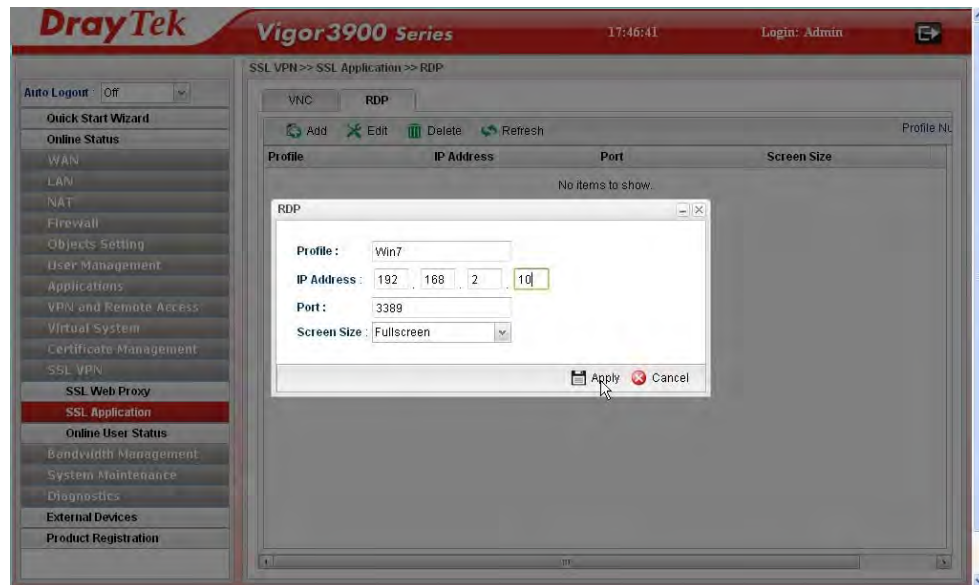 DrayTek
Vigor3900 Series
17:46:41
Login: Admin
Auto Logout : Off
Quick Start Wizard
Online Status
WAN
LAN
NAT
Firewall
Objects Setting
User Management
Applications
VPN and Remote Access
Virtual System
Certificate Management
SSL VPN
SSL Web Proxy
SSL Application
Online User Status
Bandwidth Management
System Maintenance
Diagnostics
External Devices
Product Registration
SSL VPN >> SSL Application >> RDP
VNC RDP
Add Edit Delete Refresh Profile Nu
Profile IP Address Port Screen Size
No items to show.
RDP
Profile : Win7
IP Address : 192 . 168 . 2 . 10
Port : 3389
Screen Size : Fullscreen
Apply Cancel